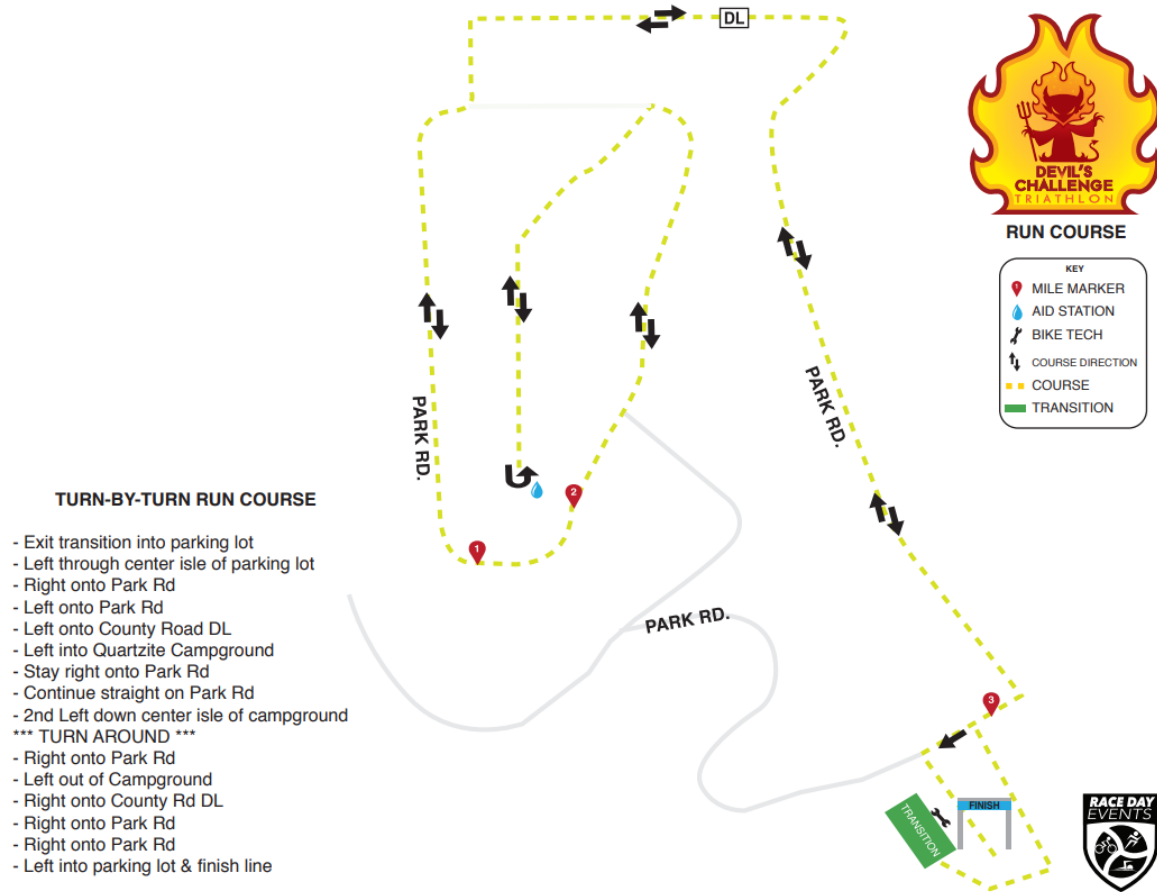 DL
DEVIL'S
CHALLENGE
TRIATHLON
RUN COURSE
KEY
1 MILE MARKER
AID STATION
BIKE TECH
COURSE DIRECTION
COURSE
TRANSITION
PARK RD.
PARK RD.
PARK RD.
1
2
3
TURN-BY-TURN RUN COURSE
- Exit transition into parking lot
- Left through center isle of parking lot
- Right onto Park Rd
- Left onto Park Rd
- Left onto County Road DL
- Left into Quartzite Campground
- Stay right onto Park Rd
- Continue straight on Park Rd
- 2nd Left down center isle of campground
*** TURN AROUND ***
- Right onto Park Rd
- Left out of Campground
- Right onto County Rd DL
- Right onto Park Rd
- Right onto Park Rd
- Left into parking lot & finish line
TRANSITION
FINISH
RACE DAY
EVENTS